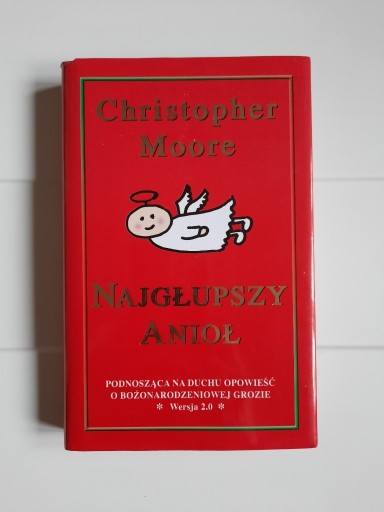 Christopher
Moore
NAJGŁUPSZY
ANIOŁ
PODNOSZĄCA NA DUCHU OPOWIEŚĆ
O BOŻONARODZENIOWEJ GROZIE
* Wersja 2.0 *